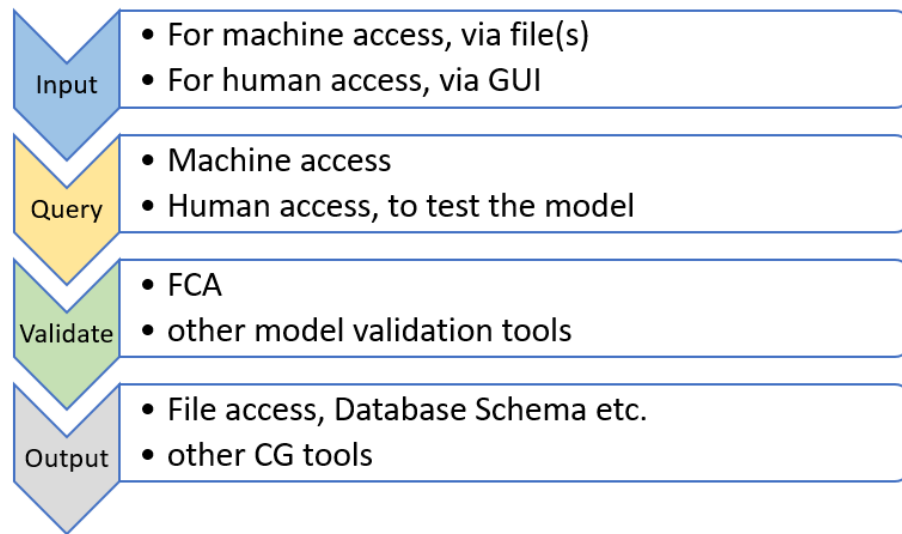 Input
• For machine access, via file(s)
• For human access, via GUI
Query
• Machine access
• Human access, to test the model
Validate
• FCA
• other model validation tools
Output
• File access, Database Schema etc.
• other CG tools